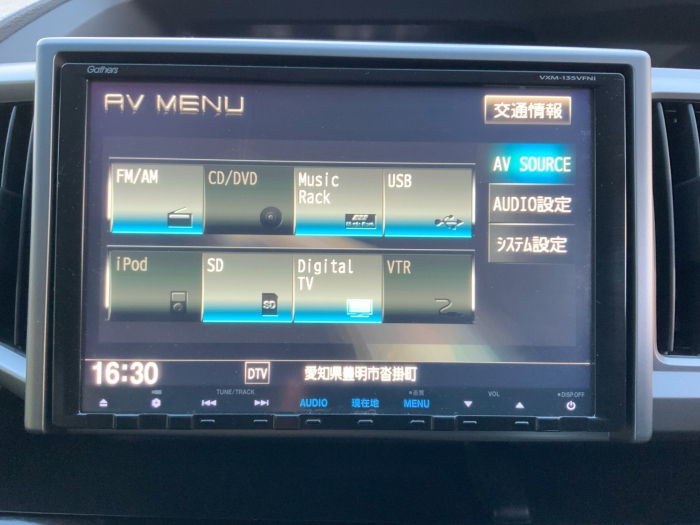 Gathers VXM-135VFNi
AV MENU 交通情報
FM/AM CD/DVD Music Rack USB AV SOURCE
AUDIO設定
システム設定
iPod SD Digital TV VTR
SD
16:30 DTV 愛知県豊明市沓掛町
TUNE/TRACK ☀画質 VOL ☀DISP.OFF
AUDIO 現在地 MENU